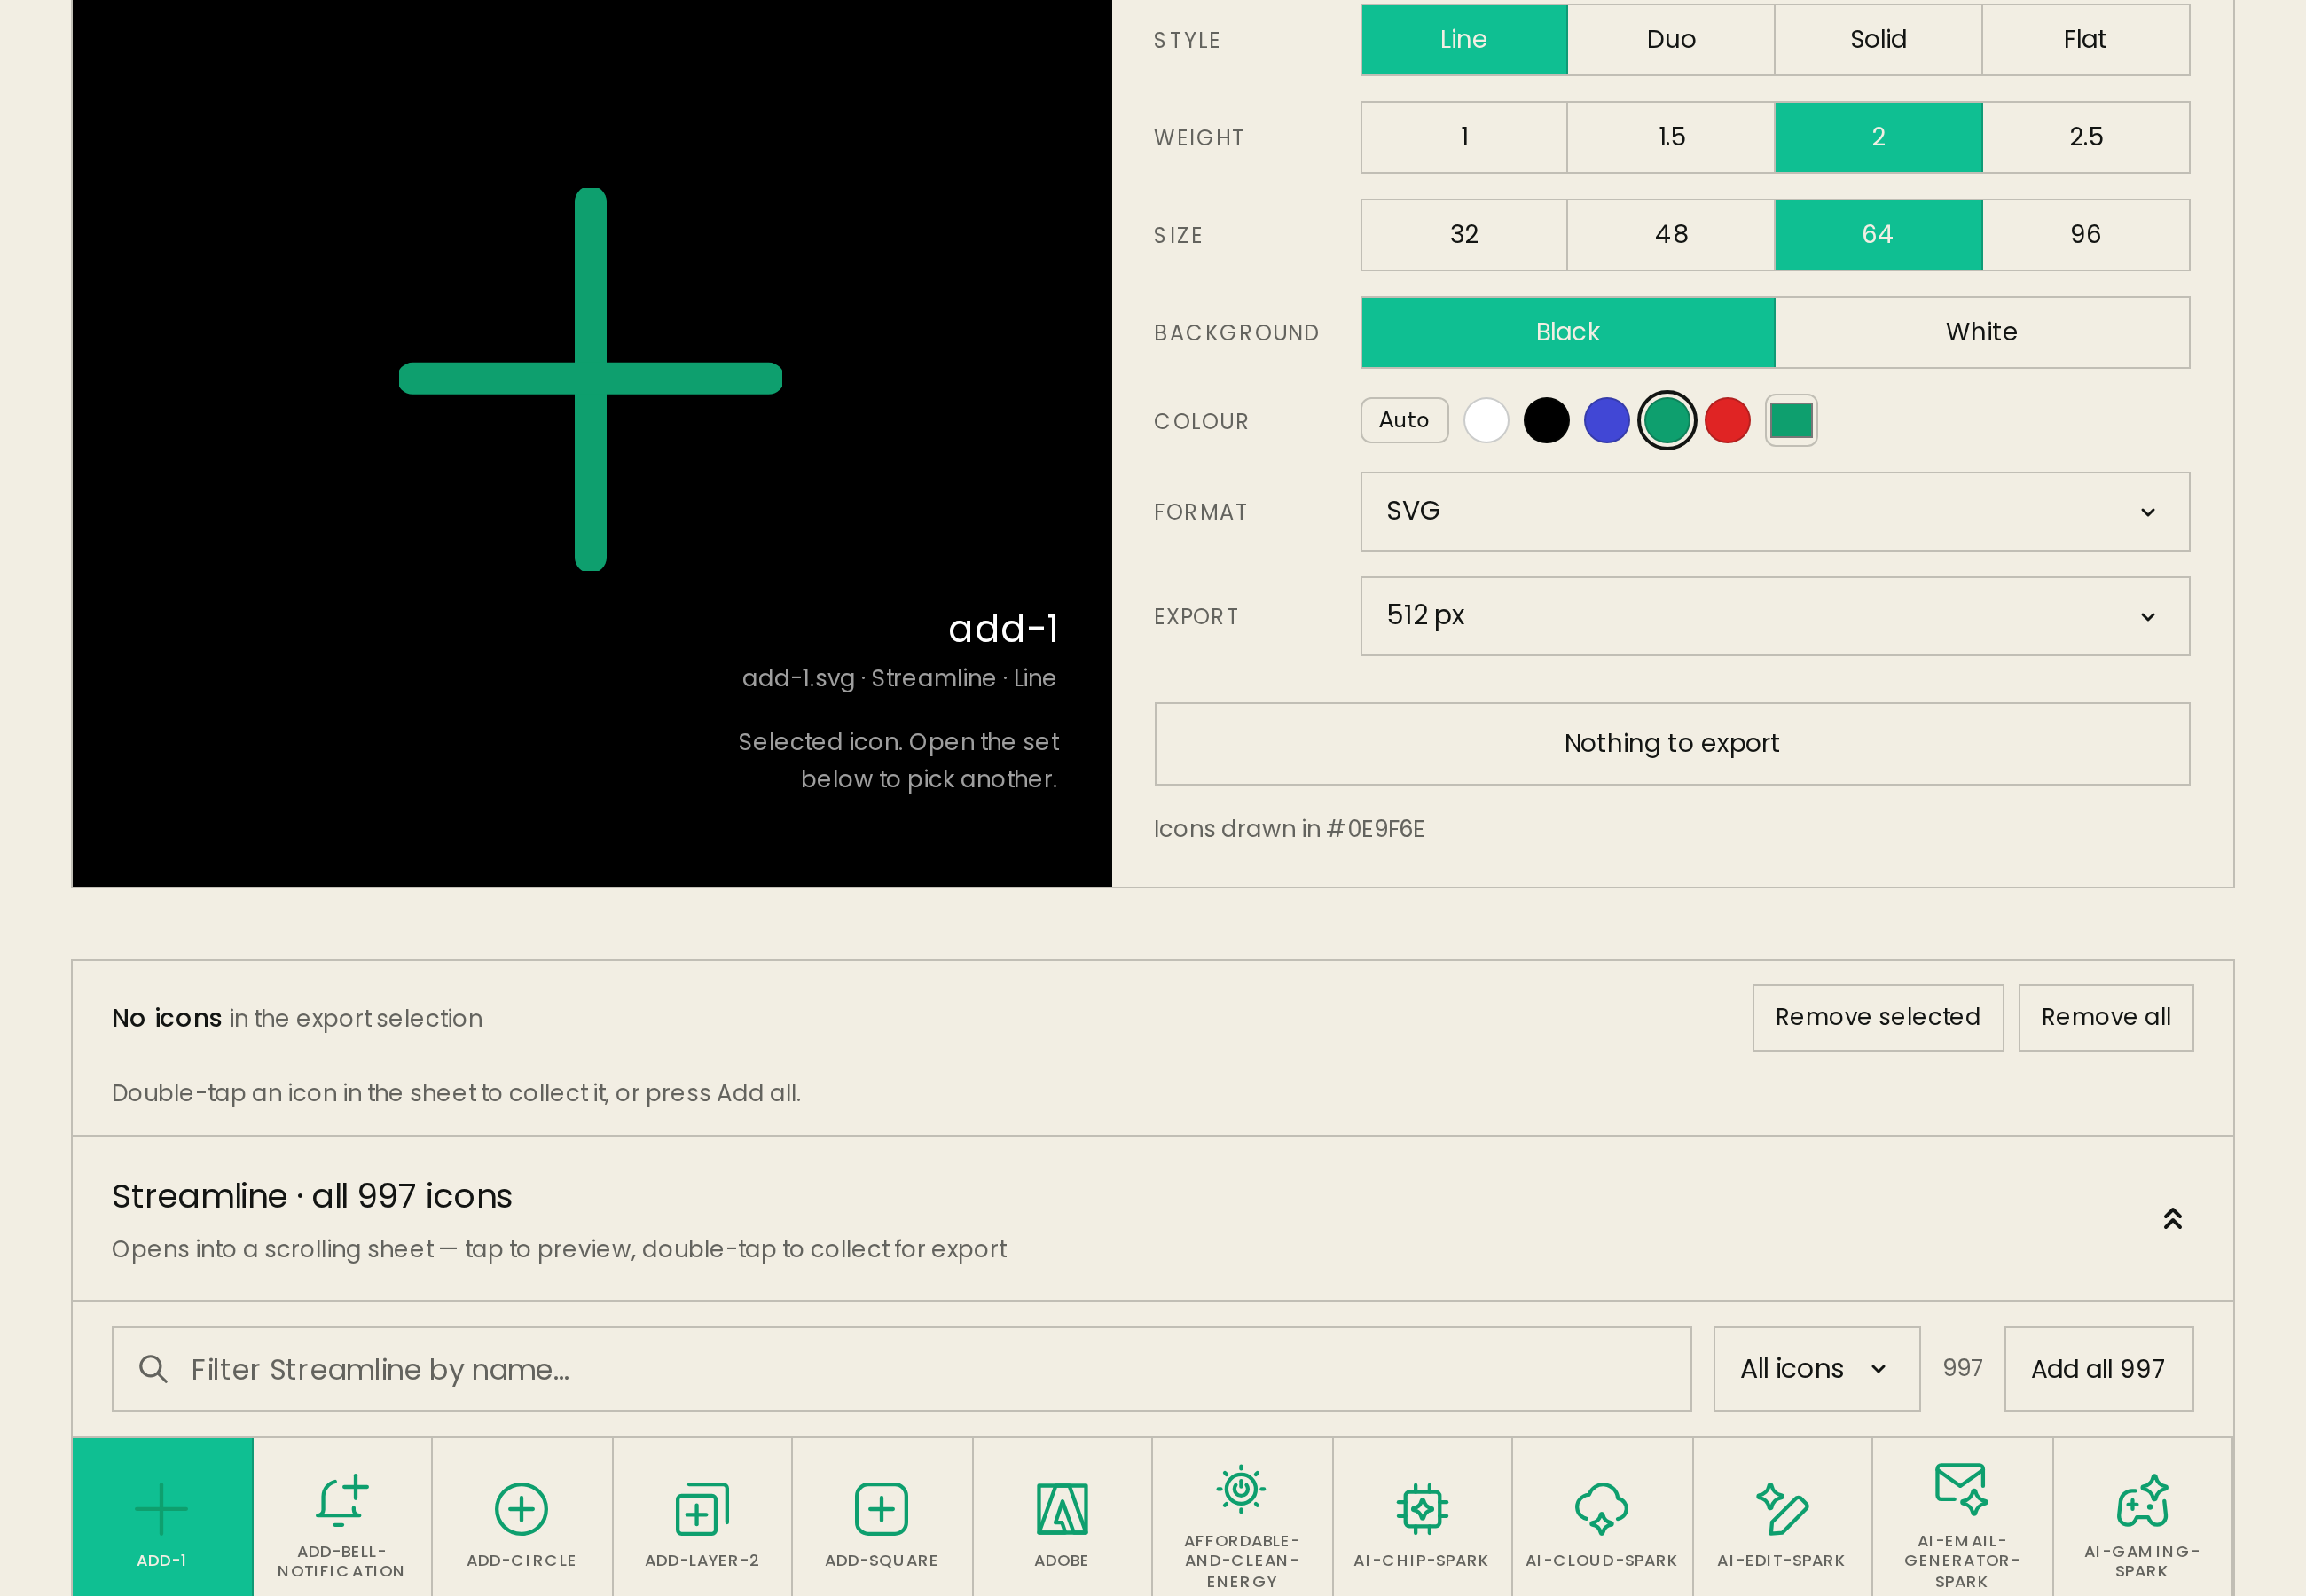 STYLE
Line
Duo
Solid
Flat
WEIGHT
1
1.5
2
2.5
SIZE
32
48
64
96
BACKGROUND
Black
White
COLOUR
Auto
FORMAT
SVG
EXPORT
512 px
Nothing to export
Icons drawn in #0E9F6E
add-1
add-1.svg · Streamline · Line
Selected icon. Open the set
below to pick another.
No icons in the export selection
Remove selected
Remove all
Double-tap an icon in the sheet to collect it, or press Add all.
Streamline · all 997 icons
Opens into a scrolling sheet — tap to preview, double-tap to collect for export
Filter Streamline by name...
All icons
997
Add all 997
ADD-1
ADD-BELL-
NOTIFICATION
ADD-CIRCLE
ADD-LAYER-2
ADD-SQUARE
ADOBE
AFFORDABLE-
AND-CLEAN-
ENERGY
AI-CHIP-SPARK
AI-CLOUD-SPARK
AI-EDIT-SPARK
AI-EMAIL-
GENERATOR-
SPARK
AI-GAMING-
SPARK